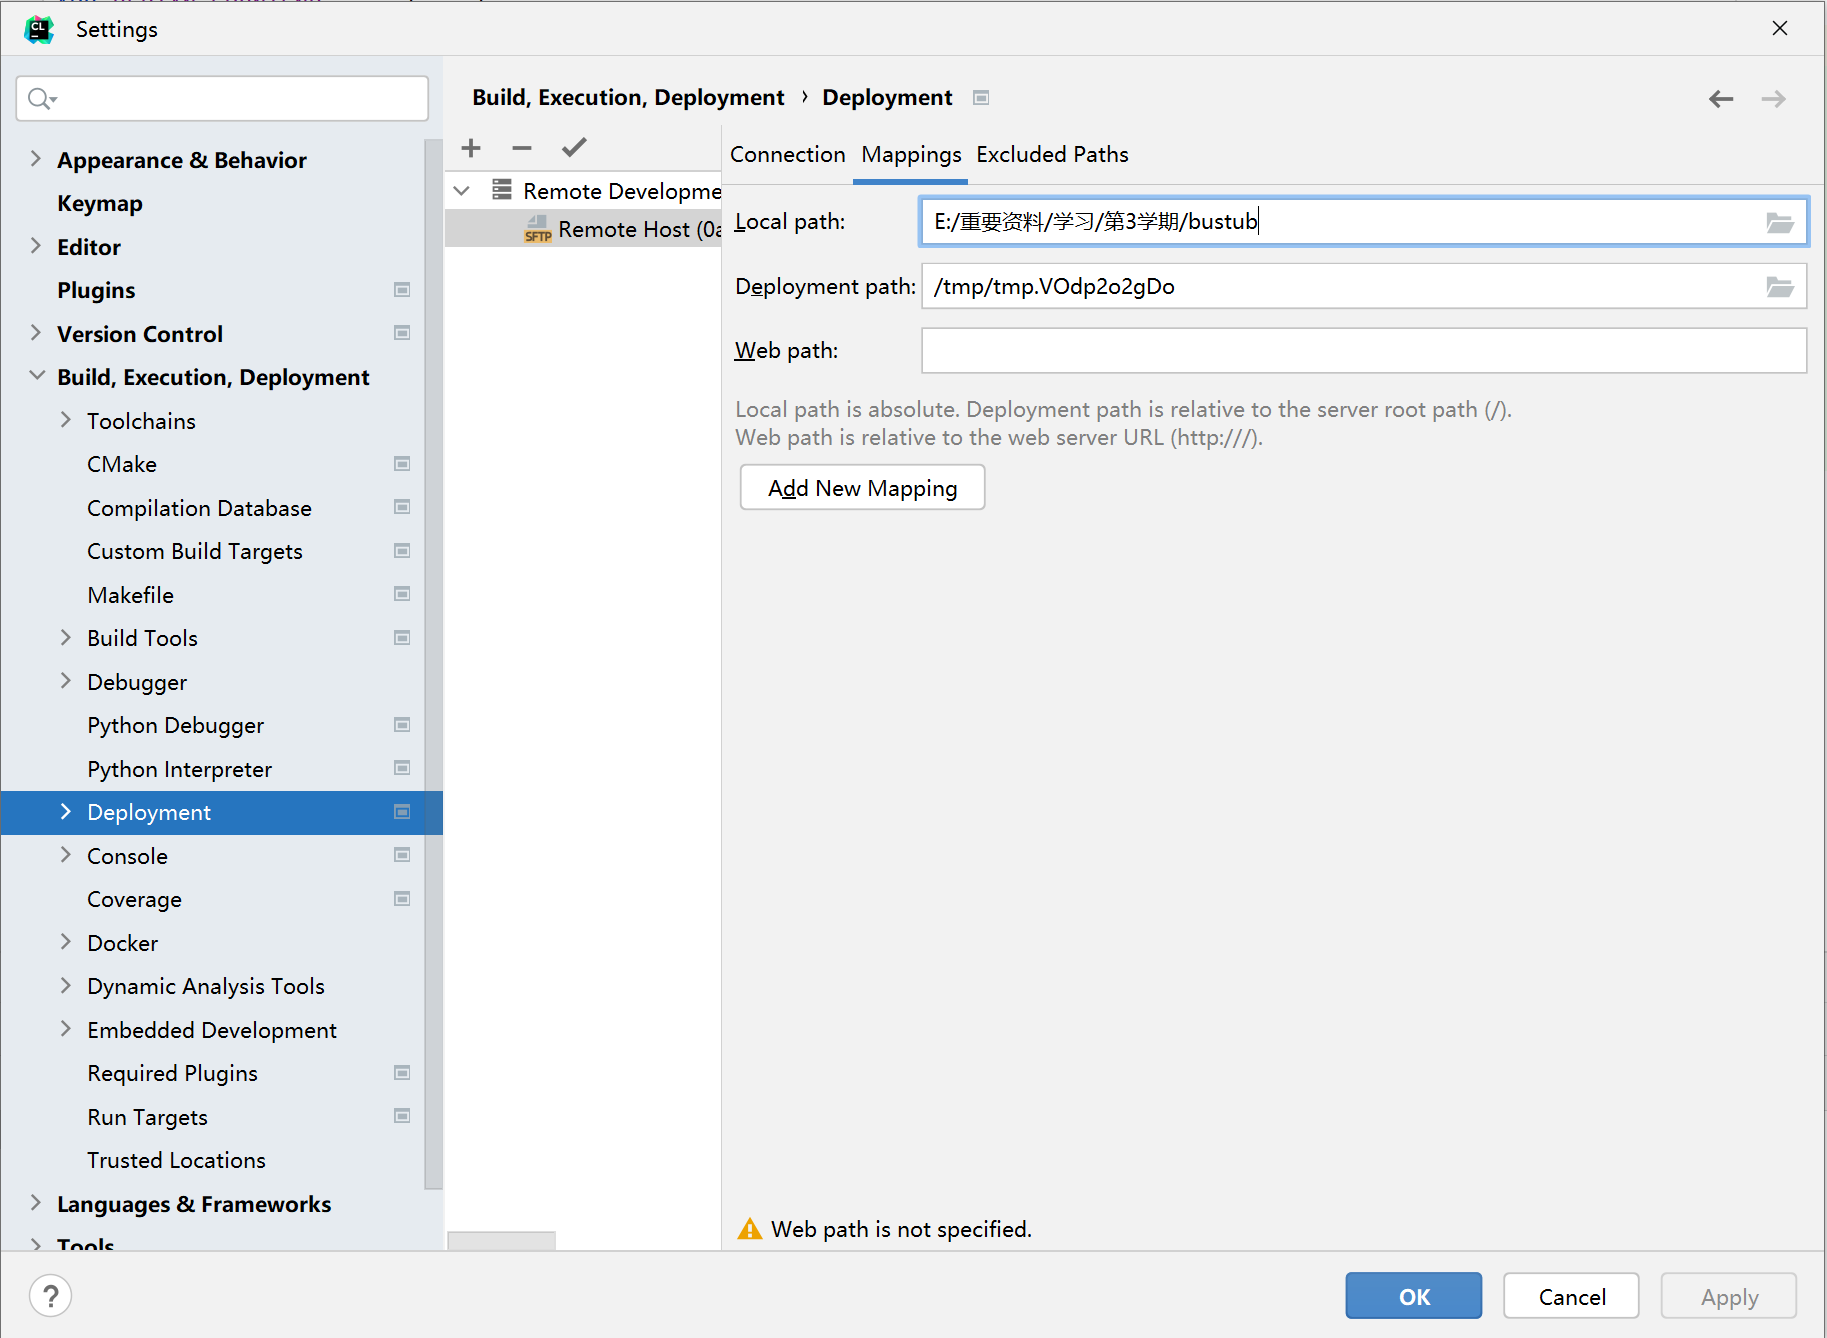 Settings
Build, Execution, Deployment › Deployment
Appearance & Behavior
Keymap
Editor
Plugins
Version Control
Build, Execution, Deployment
Toolchains
CMake
Compilation Database
Custom Build Targets
Makefile
Build Tools
Debugger
Python Debugger
Python Interpreter
Deployment
Console
Coverage
Docker
Dynamic Analysis Tools
Embedded Development
Required Plugins
Run Targets
Trusted Locations
Languages & Frameworks
Tools
Remote Developme
SFTP Remote Host (0a
Connection Mappings Excluded Paths
Local path: E:/重要资料/学习/第3学期/bustub
Deployment path: /tmp/tmp.VOdp2o2gDo
Web path:
Local path is absolute. Deployment path is relative to the server root path (/).
Web path is relative to the web server URL (http:///).
Add New Mapping
Web path is not specified.
?
OK Cancel Apply